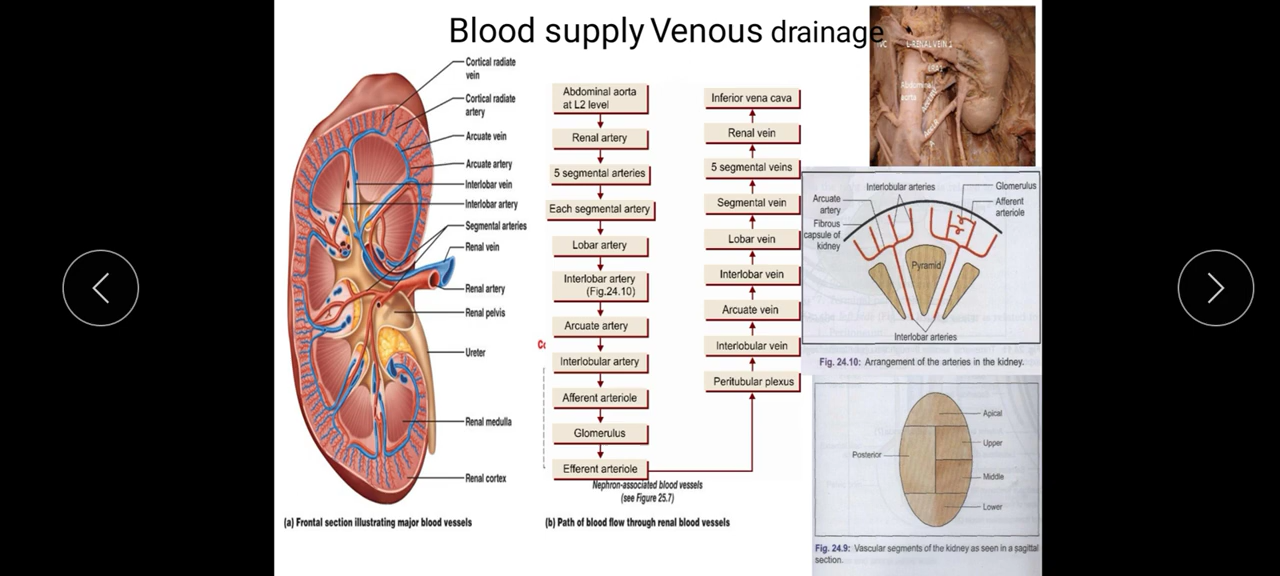 Blood supply Venous drainage
Cortical radiate
vein
Cortical radiate
artery
Arcuate vein
Arcuate artery
Interlobar vein
Interlobar artery
Segmental arteries
Renal vein
Renal artery
Renal pelvis
Ureter
Renal medulla
Renal cortex
(a) Frontal section illustrating major blood vessels
Abdominal aorta
at L2 level
Renal artery
5 segmental arteries
Each segmental artery
Lobar artery
Interlobar artery
(Fig.24.10)
Arcuate artery
Interlobular artery
Afferent arteriole
Glomerulus
Efferent arteriole
Inferior vena cava
Renal vein
5 segmental veins
Segmental vein
Lobar vein
Interlobar vein
Arcuate vein
Interlobular vein
Peritubular plexus
Nephron-associated blood vessels
(see Figure 25.7)
(b) Path of blood flow through renal blood vessels
IVC
L-RENAL VEIN 1
Abdominal
aorta
Interlobular arteries
Glomerulus
Arcuate
artery
Afferent
arteriole
Fibrous
capsule of
kidney
Pyramid
Interlobar arteries
Fig. 24.10: Arrangement of the arteries in the kidney.
Apical
Upper
Posterior
Middle
Lower
Fig. 24.9: Vascular segments of the kidney as seen in a sagittal
section.